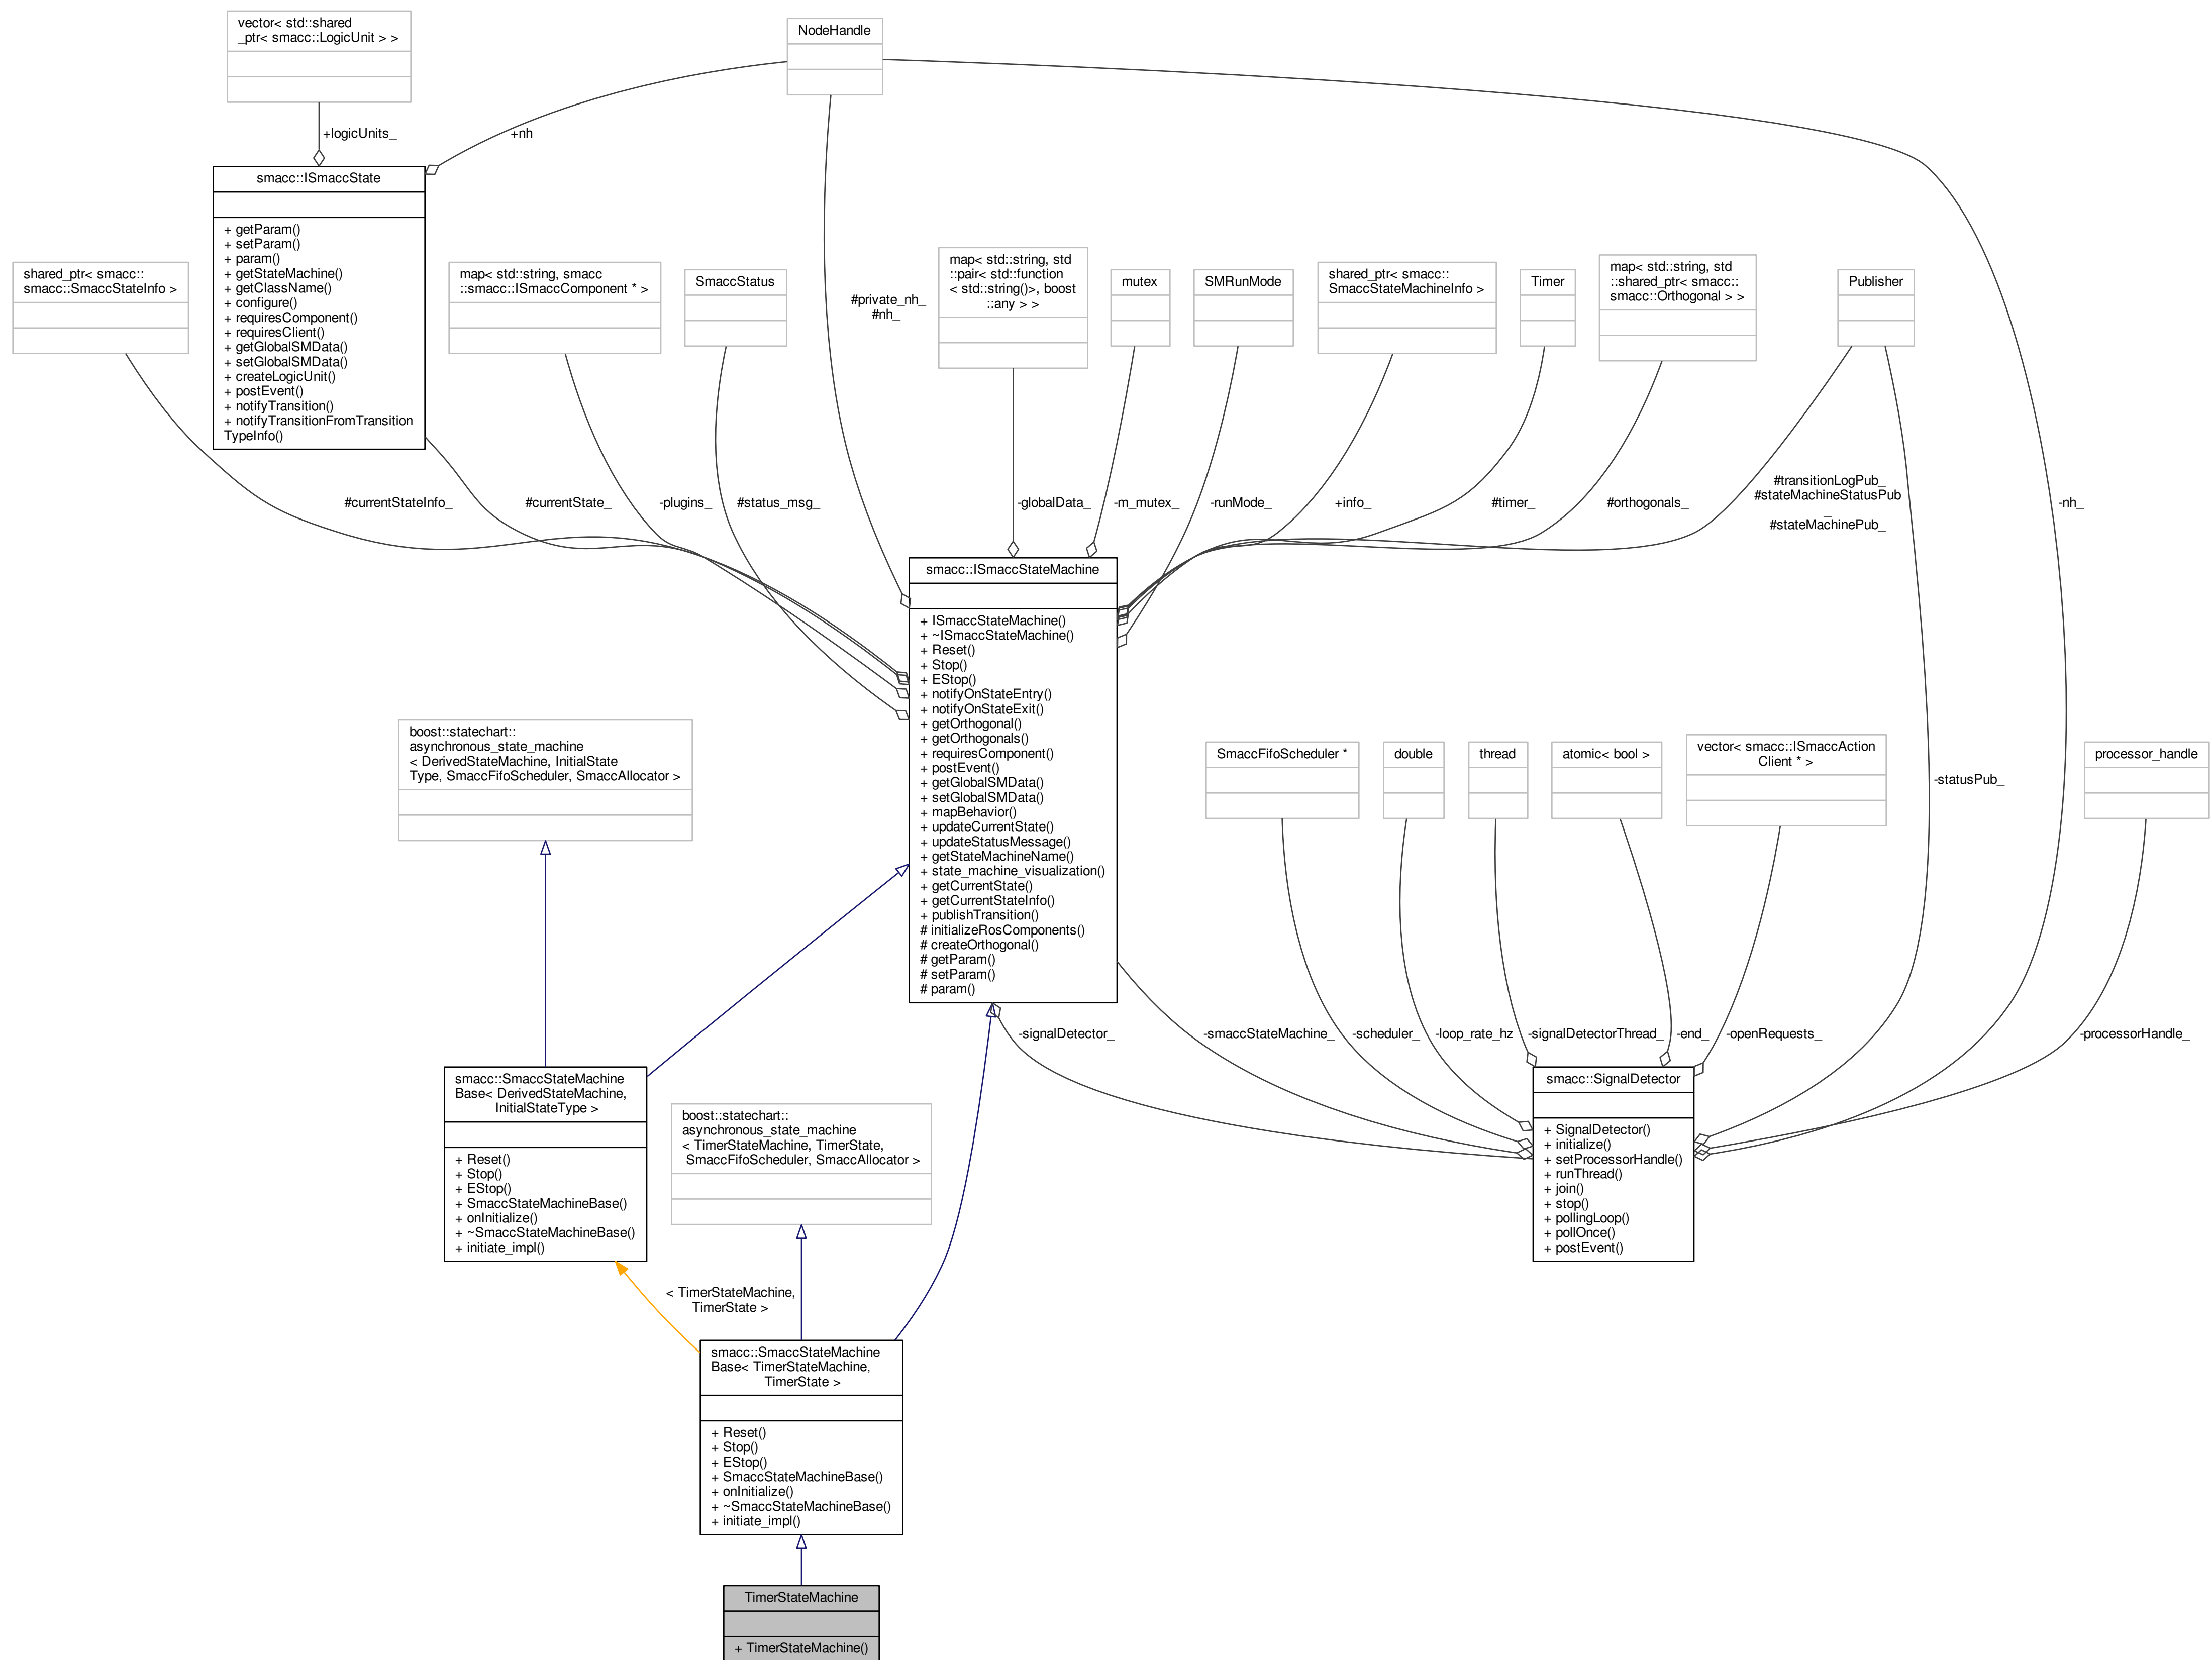 vector< std::shared
_ptr< smacc::LogicUnit > >
NodeHandle
+logicUnits_
+nh
smacc::ISmaccState
+ getParam()
+ setParam()
+ param()
+ getStateMachine()
+ getClassName()
+ configure()
+ requiresComponent()
+ requiresClient()
+ getGlobalSMData()
+ setGlobalSMData()
+ createLogicUnit()
+ postEvent()
+ notifyTransition()
+ notifyTransitionFromTransition
TypeInfo()
shared_ptr< smacc::
smacc::SmaccStateInfo >
map< std::string, smacc
::smacc::ISmaccComponent * >
SmaccStatus
#private_nh_
#nh_
map< std::string, std
::pair< std::function
< std::string()>, boost
::any > >
mutex
SMRunMode
shared_ptr< smacc::
SmaccStateMachineInfo >
Timer
map< std::string, std
::shared_ptr< smacc::
smacc::Orthogonal > >
Publisher
#currentStateInfo_
#currentState_
-plugins_
#status_msg_
-globalData_
-m_mutex_
-runMode_
+info_
#timer_
#orthogonals_
#transitionLogPub_
#stateMachineStatusPub
_
#stateMachinePub_
-nh_
smacc::ISmaccStateMachine
+ ISmaccStateMachine()
+ ~ISmaccStateMachine()
+ Reset()
+ Stop()
+ EStop()
+ notifyOnStateEntry()
+ notifyOnStateExit()
+ getOrthogonal()
+ getOrthogonals()
+ requiresComponent()
+ postEvent()
+ getGlobalSMData()
+ setGlobalSMData()
+ mapBehavior()
+ updateCurrentState()
+ updateStatusMessage()
+ getStateMachineName()
+ state_machine_visualization()
+ getCurrentState()
+ getCurrentStateInfo()
+ publishTransition()
# initializeRosComponents()
# createOrthogonal()
# getParam()
# setParam()
# param()
boost::statechart::
asynchronous_state_machine
< DerivedStateMachine, InitialState
Type, SmaccFifoScheduler, SmaccAllocator >
SmaccFifoScheduler *
double
thread
atomic< bool >
vector< smacc::ISmaccAction
Client * >
-statusPub_
processor_handle
-signalDetector_
-smaccStateMachine_
-scheduler_
-loop_rate_hz
-signalDetectorThread_
-end_
-openRequests_
-processorHandle_
smacc::SmaccStateMachine
Base< DerivedStateMachine,
InitialStateType >
+ Reset()
+ Stop()
+ EStop()
+ SmaccStateMachineBase()
+ onInitialize()
+ ~SmaccStateMachineBase()
+ initiate_impl()
boost::statechart::
asynchronous_state_machine
< TimerStateMachine, TimerState,
SmaccFifoScheduler, SmaccAllocator >
smacc::SignalDetector
+ SignalDetector()
+ initialize()
+ setProcessorHandle()
+ runThread()
+ join()
+ stop()
+ pollingLoop()
+ pollOnce()
+ postEvent()
< TimerStateMachine,
TimerState >
smacc::SmaccStateMachine
Base< TimerStateMachine,
TimerState >
+ Reset()
+ Stop()
+ EStop()
+ SmaccStateMachineBase()
+ onInitialize()
+ ~SmaccStateMachineBase()
+ initiate_impl()
TimerStateMachine
+ TimerStateMachine()